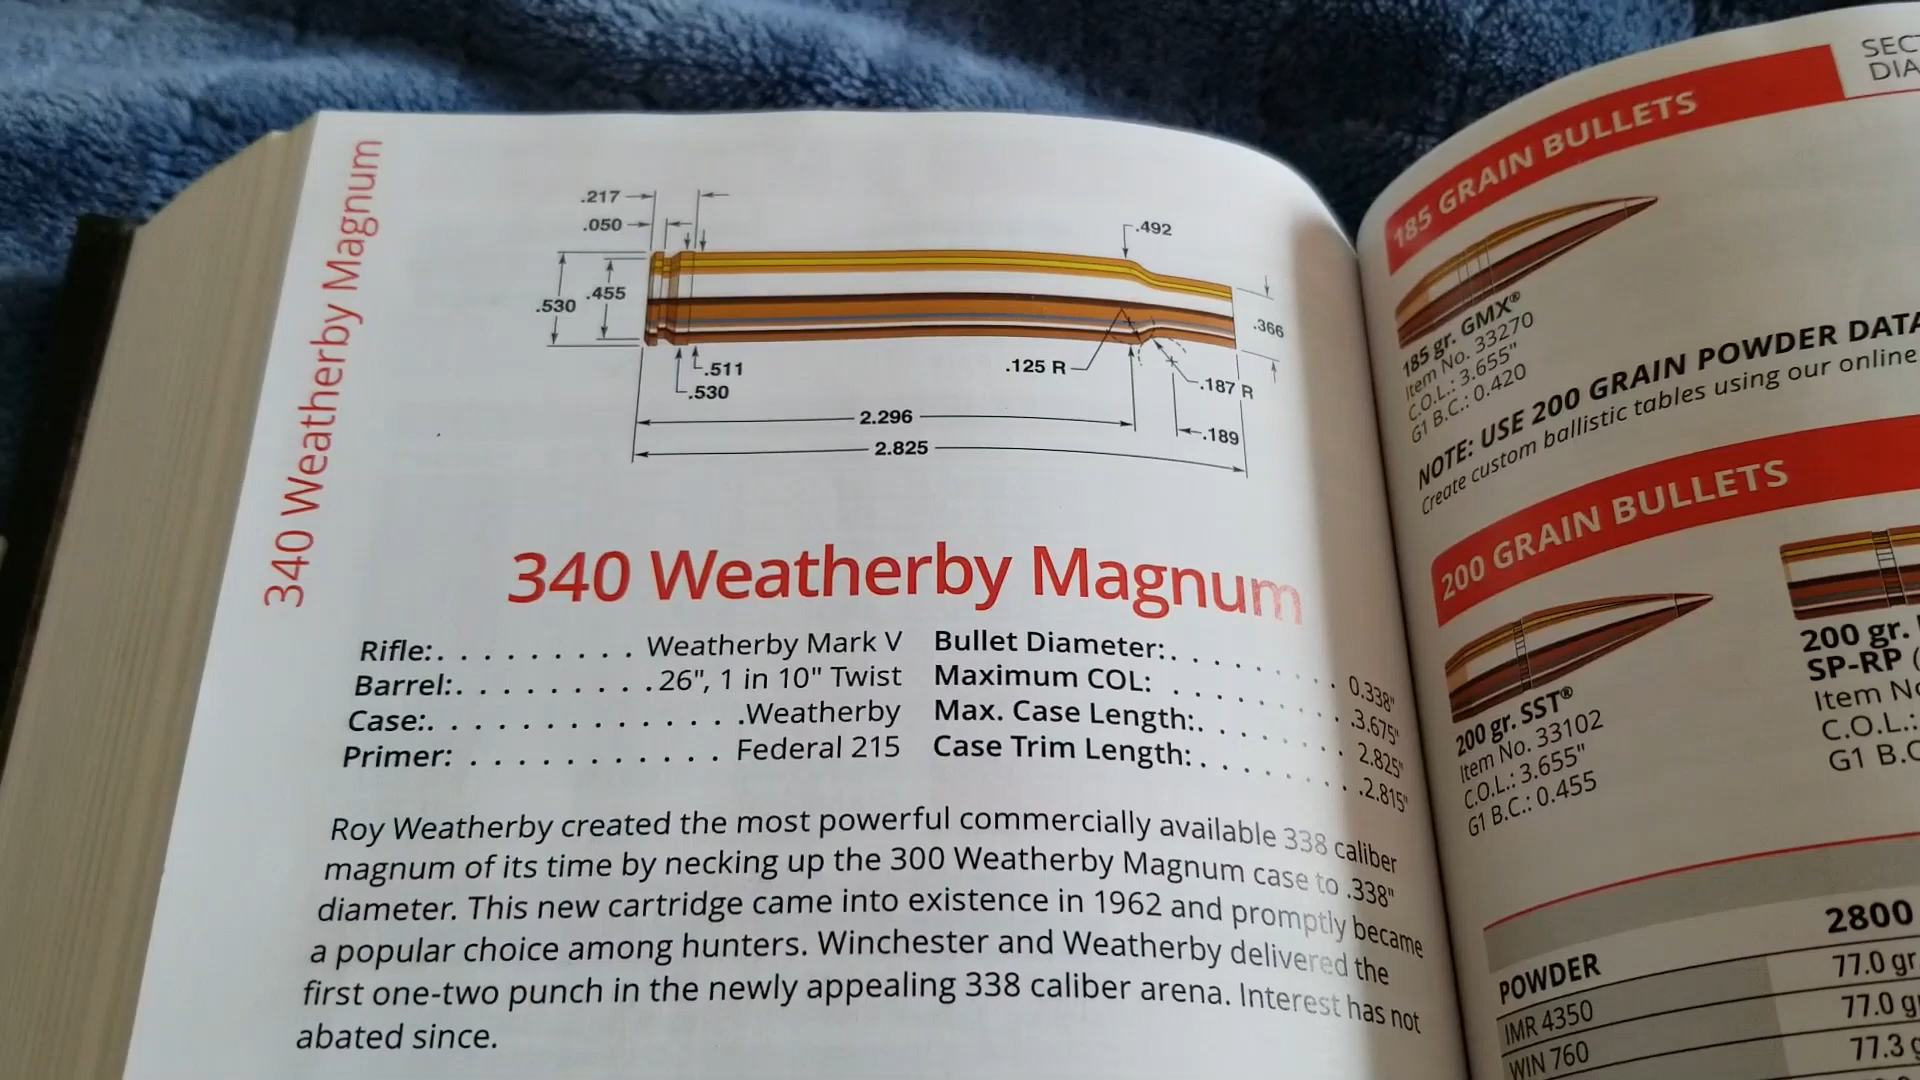 340 Weatherby Magnum
.217
.050
.492
.530
.455
.366
.511
.530
.125 R
.187 R
.189
2.296
2.825
340 Weatherby Magnum
Rifle: . . . . . . . . . Weatherby Mark V
Barrel: . . . . . . . . . 26", 1 in 10" Twist
Case: . . . . . . . . . . . . . . Weatherby
Primer: . . . . . . . . . . . Federal 215
Bullet Diameter: . . . . . . . . . 0.338"
Maximum COL: . . . . . . . . . .3.675"
Max. Case Length: . . . . . . . . 2.825"
Case Trim Length: . . . . . . . . .2.815"
Roy Weatherby created the most powerful commercially available 338 caliber
magnum of its time by necking up the 300 Weatherby Magnum case to .338"
diameter. This new cartridge came into existence in 1962 and promptly became
a popular choice among hunters. Winchester and Weatherby delivered the
first one-two punch in the newly appealing 338 caliber arena. Interest has not
abated since.
185 GRAIN BULLETS
185 gr. GMX®
Item No. 33270
C.O.L.: 3.655"
G1 B.C.: 0.420
NOTE: USE 200 GRAIN POWDER DATA
Create custom ballistic tables using our online
200 GRAIN BULLETS
200 gr. SST®
Item No. 33102
C.O.L.: 3.655"
G1 B.C.: 0.455
200 gr.
SP-RP
Item
C.O.L.:
G1
2800
POWDER
IMR 4350 77.0 gr.
WIN 760 77.0
77.3